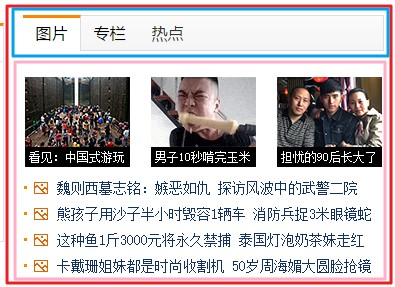 图片 专栏 热点
看见：中国式游玩 男子10秒啃完玉米 担忧的90后长大了
魏则西墓志铭：嫉恶如仇 探访风波中的武警二院
熊孩子用沙子半小时毁容1辆车 消防兵捉3米眼镜蛇
这种鱼1斤3000元将永久禁捕 泰国灯泡奶茶妹走红
卡戴珊姐妹都是时尚收割机 50岁周海媚大圆脸抢镜